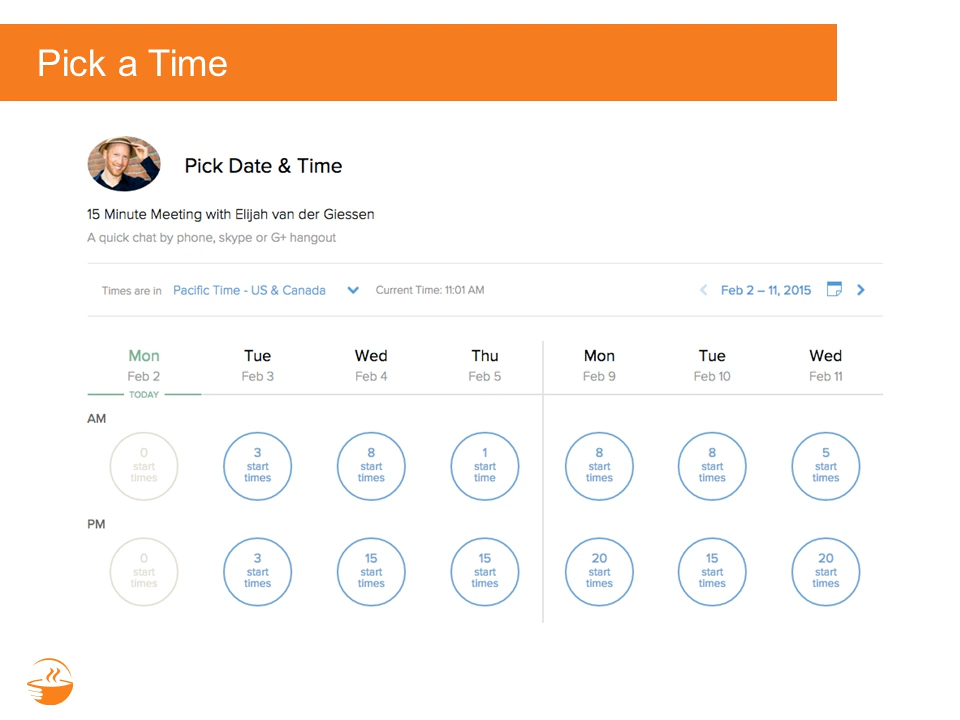 Pick a Time
Pick Date & Time
15 Minute Meeting with Elijah van der Giessen
A quick chat by phone, skype or G+ hangout
Times are in Pacific Time - US & Canada Current Time: 11:01 AM Feb 2 – 11, 2015
Mon Tue Wed Thu Mon Tue Wed
Feb 2 Feb 3 Feb 4 Feb 5 Feb 9 Feb 10 Feb 11
TODAY
AM
0 3 8 1 8 8 5
start start start start start start start
times times times time times times times
PM
0 3 15 15 20 15 20
start start start start start start start
times times times times times times times